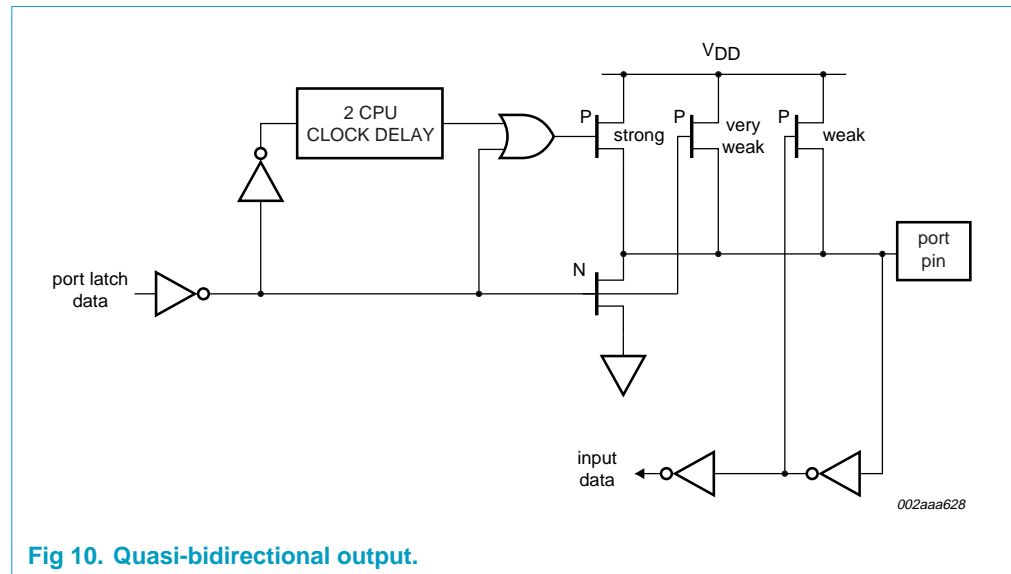 VDD
2 CPU
CLOCK DELAY
P
strong
P
very
weak
P
weak
port
pin
port latch
data
N
input
data
002aaa628
Fig 10. Quasi-bidirectional output.